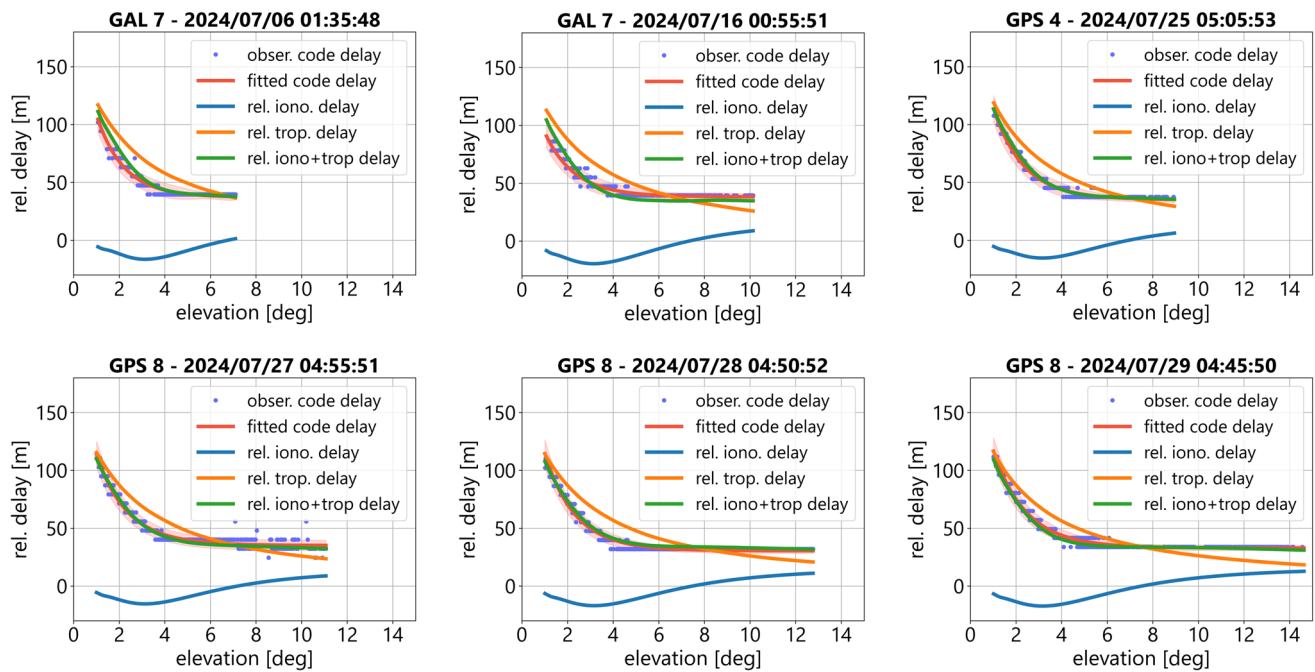 GAL 7 - 2024/07/06 01:35:48
150
100
50
0
rel. delay [m]
obser. code delay
fitted code delay
rel. iono. delay
rel. trop. delay
rel. iono+trop delay
0 2 4 6 8 10 12 14
elevation [deg]
GAL 7 - 2024/07/16 00:55:51
150
100
50
0
rel. delay [m]
obser. code delay
fitted code delay
rel. iono. delay
rel. trop. delay
rel. iono+trop delay
0 2 4 6 8 10 12 14
elevation [deg]
GPS 4 - 2024/07/25 05:05:53
150
100
50
0
rel. delay [m]
obser. code delay
fitted code delay
rel. iono. delay
rel. trop. delay
rel. iono+trop delay
0 2 4 6 8 10 12 14
elevation [deg]
GPS 8 - 2024/07/27 04:55:51
150
100
50
0
rel. delay [m]
obser. code delay
fitted code delay
rel. iono. delay
rel. trop. delay
rel. iono+trop delay
0 2 4 6 8 10 12 14
elevation [deg]
GPS 8 - 2024/07/28 04:50:52
150
100
50
0
rel. delay [m]
obser. code delay
fitted code delay
rel. iono. delay
rel. trop. delay
rel. iono+trop delay
0 2 4 6 8 10 12 14
elevation [deg]
GPS 8 - 2024/07/29 04:45:50
150
100
50
0
rel. delay [m]
obser. code delay
fitted code delay
rel. iono. delay
rel. trop. delay
rel. iono+trop delay
0 2 4 6 8 10 12 14
elevation [deg]